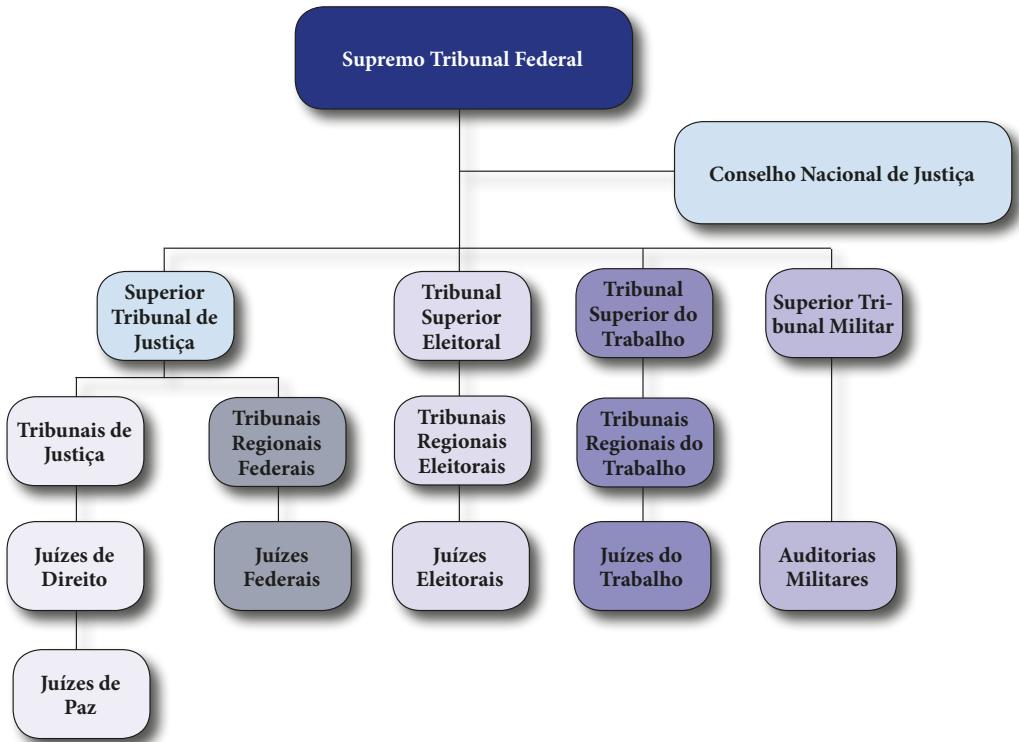 Supremo Tribunal Federal
Conselho Nacional de Justiça
Superior
Tribunal de
Justiça
Tribunal
Superior
Eleitoral
Tribunal
Superior do
Trabalho
Superior Tri-
bunal Militar
Tribunais de
Justiça
Tribunais
Regionais
Federais
Tribunais
Regionais
Eleitorais
Tribunais
Regionais do
Trabalho
Juízes de
Direito
Juízes
Federais
Juízes
Eleitorais
Juízes do
Trabalho
Auditorias
Militares
Juízes de
Paz